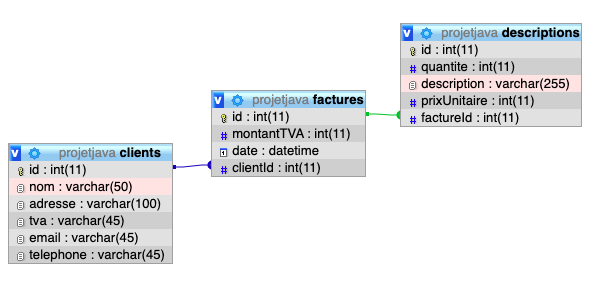 projetjava descriptions
id : int(11)
quantite : int(11)
description : varchar(255)
prixUnitaire : int(11)
factureId : int(11)
projetjava factures
id : int(11)
montantTVA : int(11)
date : datetime
clientId : int(11)
projetjava clients
id : int(11)
nom : varchar(50)
adresse : varchar(100)
tva : varchar(45)
email : varchar(45)
telephone : varchar(45)